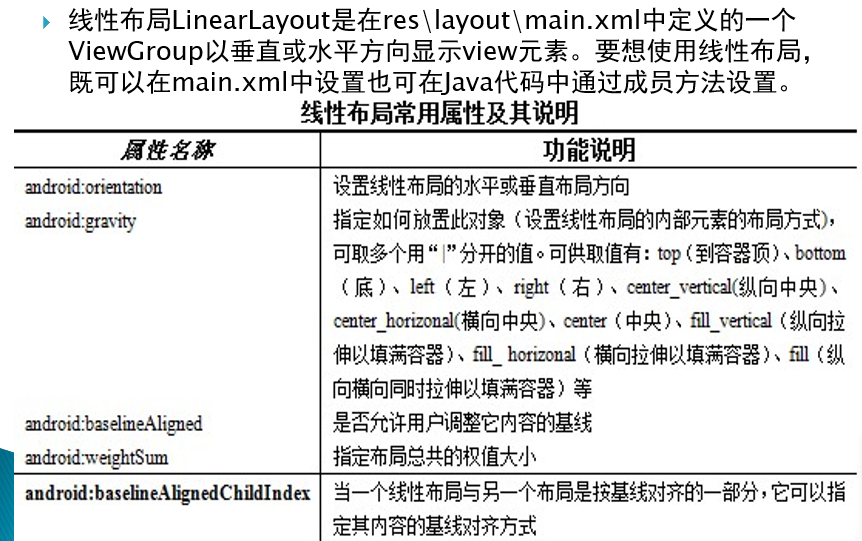 线性布局LinearLayout是在res\layout\main.xml中定义的一个
ViewGroup以垂直或水平方向显示view元素。要想使用线性布局，
既可以在main.xml中设置也可在Java代码中通过成员方法设置。
线性布局常用属性及其说明
属性名称 功能说明
android:orientation 设置线性布局的水平或垂直布局方向
android:gravity 指定如何放置此对象（设置线性布局的内部元素的布局方式），
可取多个用“|”分开的值。可供取值有：top（到容器顶）、bottom
（底）、left（左）、right（右）、center_vertical(纵向中央)、
center_horizonal(横向中央)、center（中央）、fill_vertical（纵向拉
伸以填满容器）、fill_ horizonal（横向拉伸以填满容器）、fill（纵
向横向同时拉伸以填满容器）等
android:baselineAligned 是否允许用户调整它内容的基线
android:weightSum 指定布局总共的权值大小
android:baselineAlignedChildIndex 当一个线性布局与另一个布局是按基线对齐的一部分，它可以指
定其内容的基线对齐方式